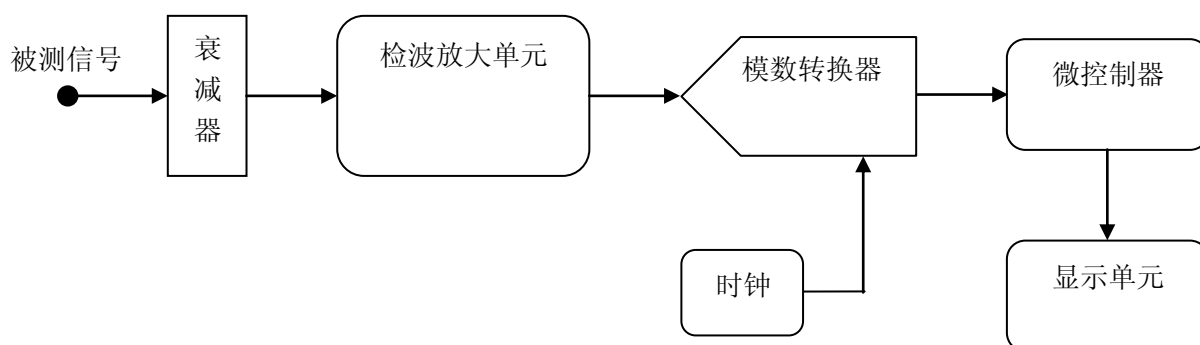 被测信号
衰
减
器
检波放大单元
模数转换器
微控制器
时钟
显示单元